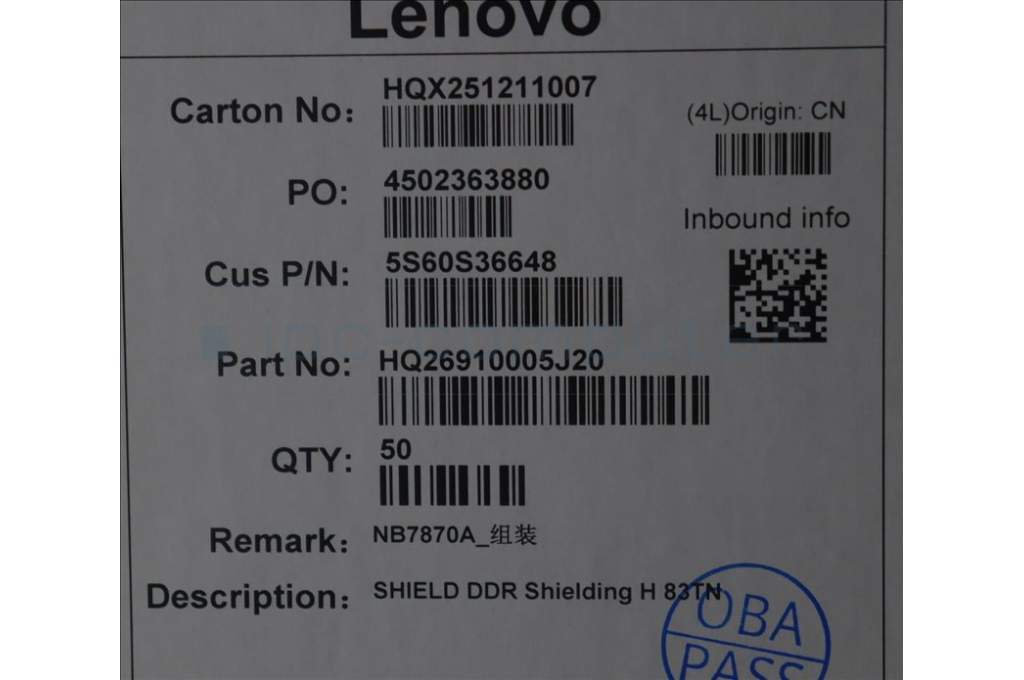 Lenovo
Carton No: HQX251211007
(4L)Origin: CN
PO: 4502363880
Inbound info
Cus P/N: 5S60S36648
Part No: HQ26910005J20
QTY: 50
Remark: NB7870A_组装
Description: SHIELD DDR Shielding H 83TN
OBA
PASS